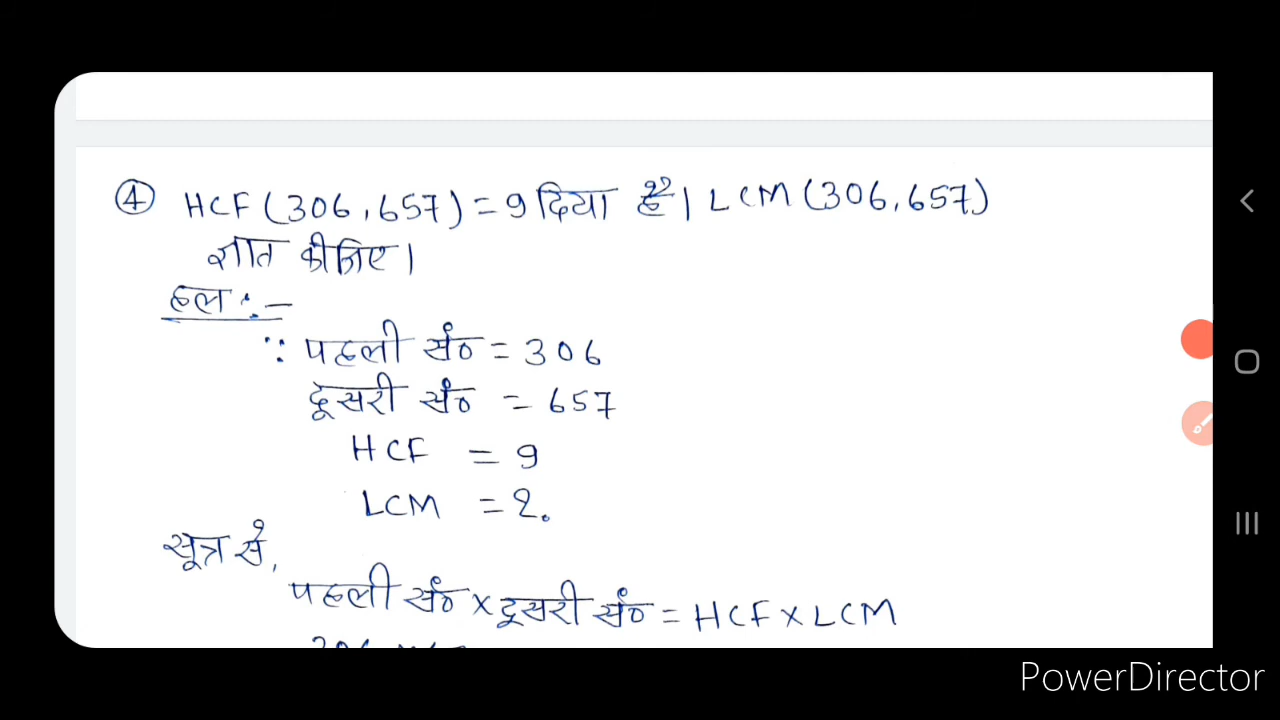 ④ HCF (306, 657) = 9 दिया है। LCM (306, 657)
ज्ञात कीजिए।
हल :-
∵ पहली सं० = 306
दूसरी सं० = 657
HCF = 9
LCM = ?
सूत्र से,
पहली सं० × दूसरी सं० = HCF × LCM
PowerDirector